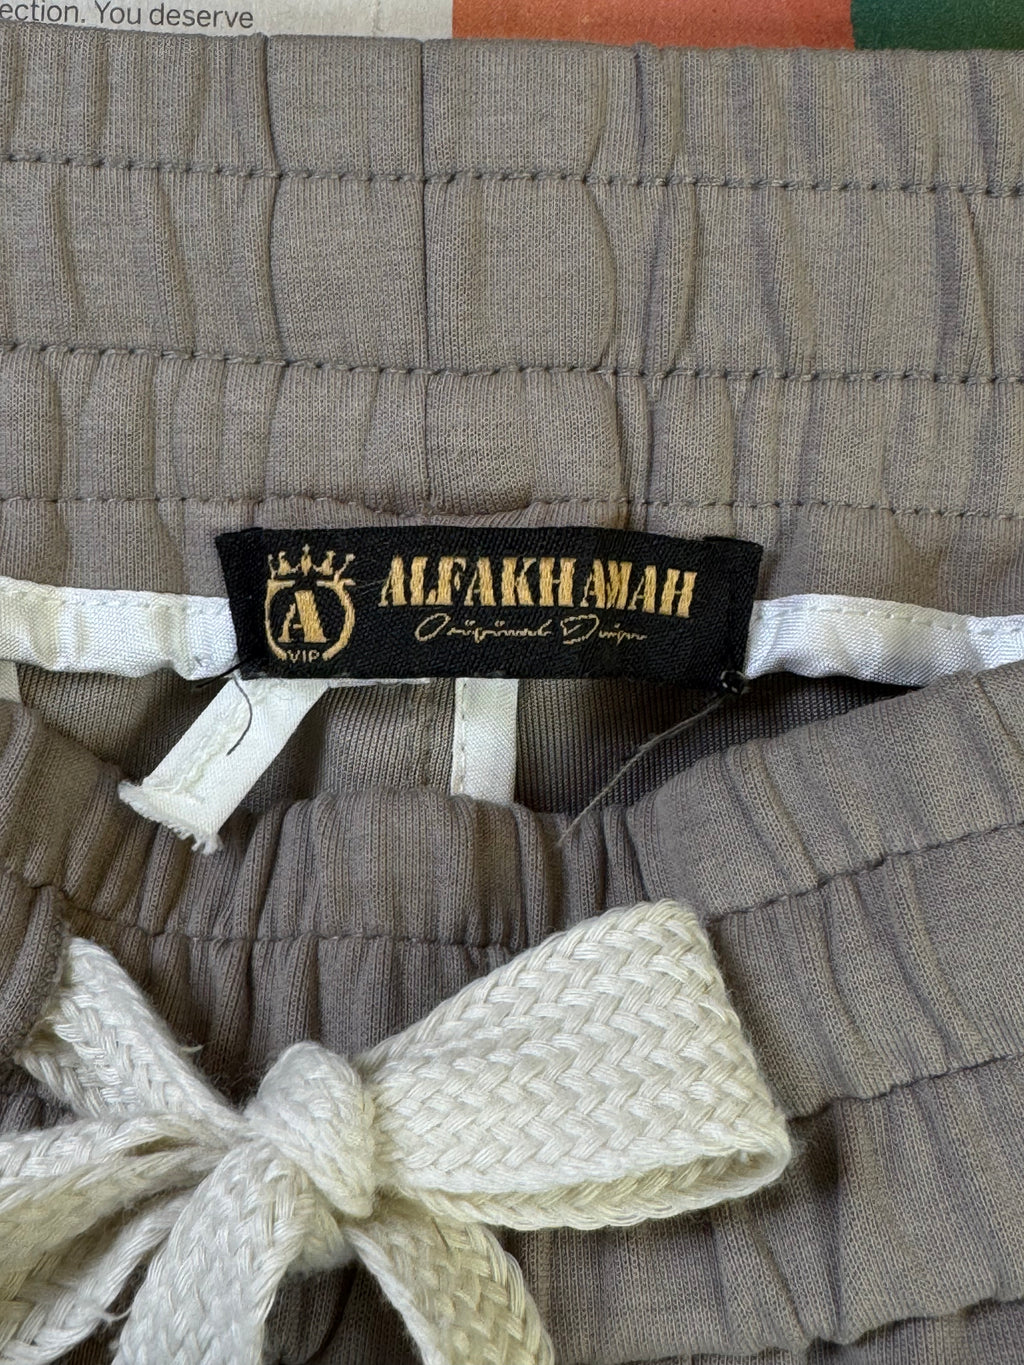 ection. You deserve
ALFAKHAMAH
Original Design
A
VIP